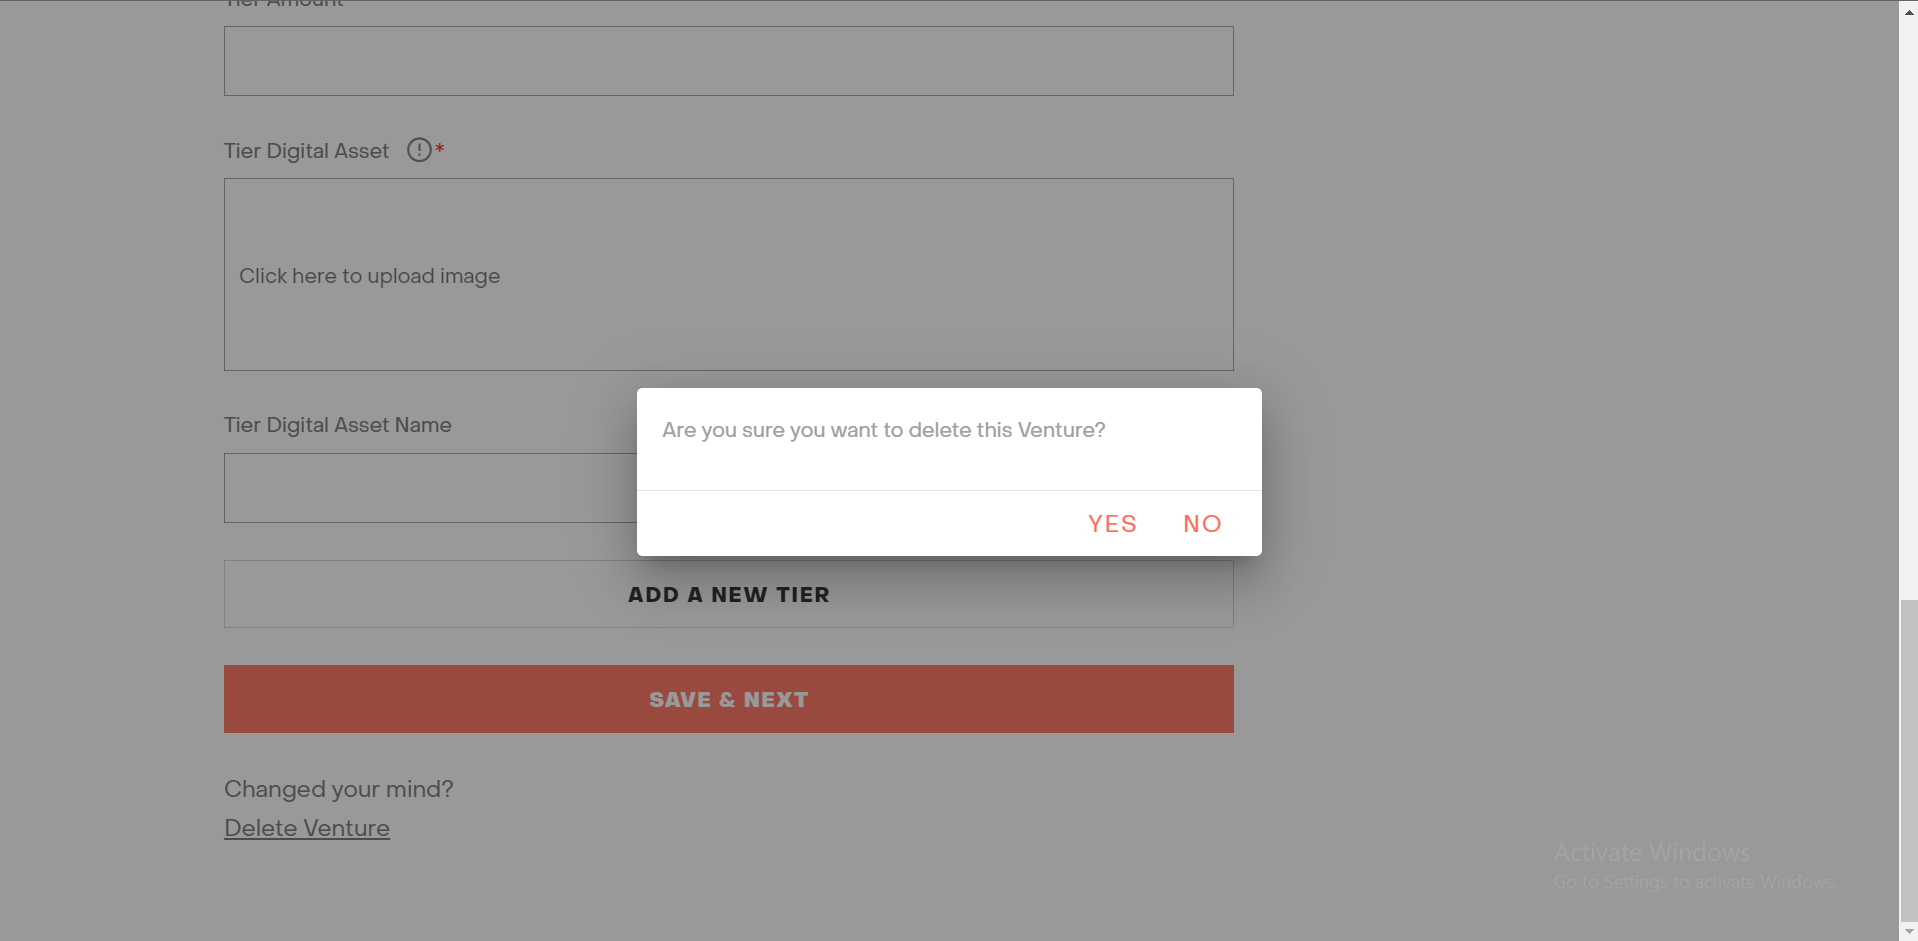 Tier Amount
Tier Digital Asset *
Click here to upload image
Tier Digital Asset Name
Are you sure you want to delete this Venture?
YES NO
ADD A NEW TIER
SAVE & NEXT
Changed your mind?
Delete Venture
Activate Windows
Go to Settings to activate Windows.